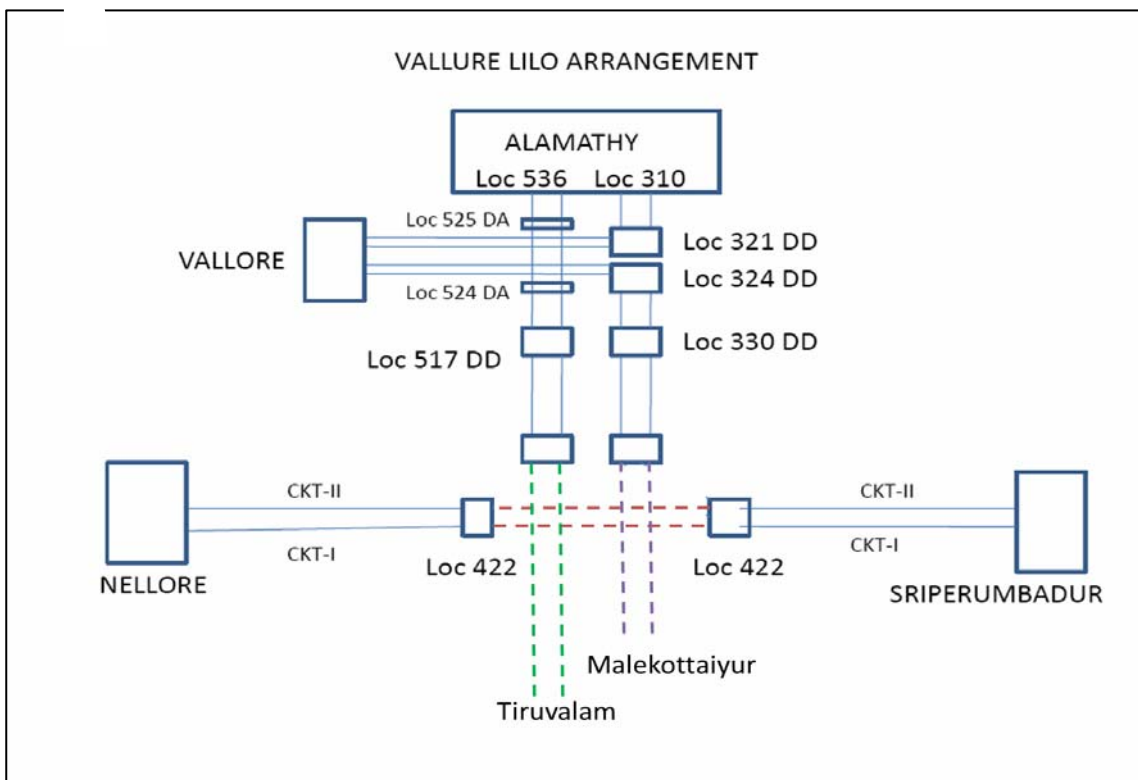 VALLURE LILO ARRANGEMENT
ALAMATHY
Loc 536 Loc 310
Loc 525 DA
Loc 321 DD
VALLORE
Loc 324 DD
Loc 524 DA
Loc 330 DD
Loc 517 DD
CKT-II
CKT-II
CKT-I
CKT-I
Loc 422
Loc 422
NELLORE
SRIPERUMBADUR
Malekottaiyur
Tiruvalam